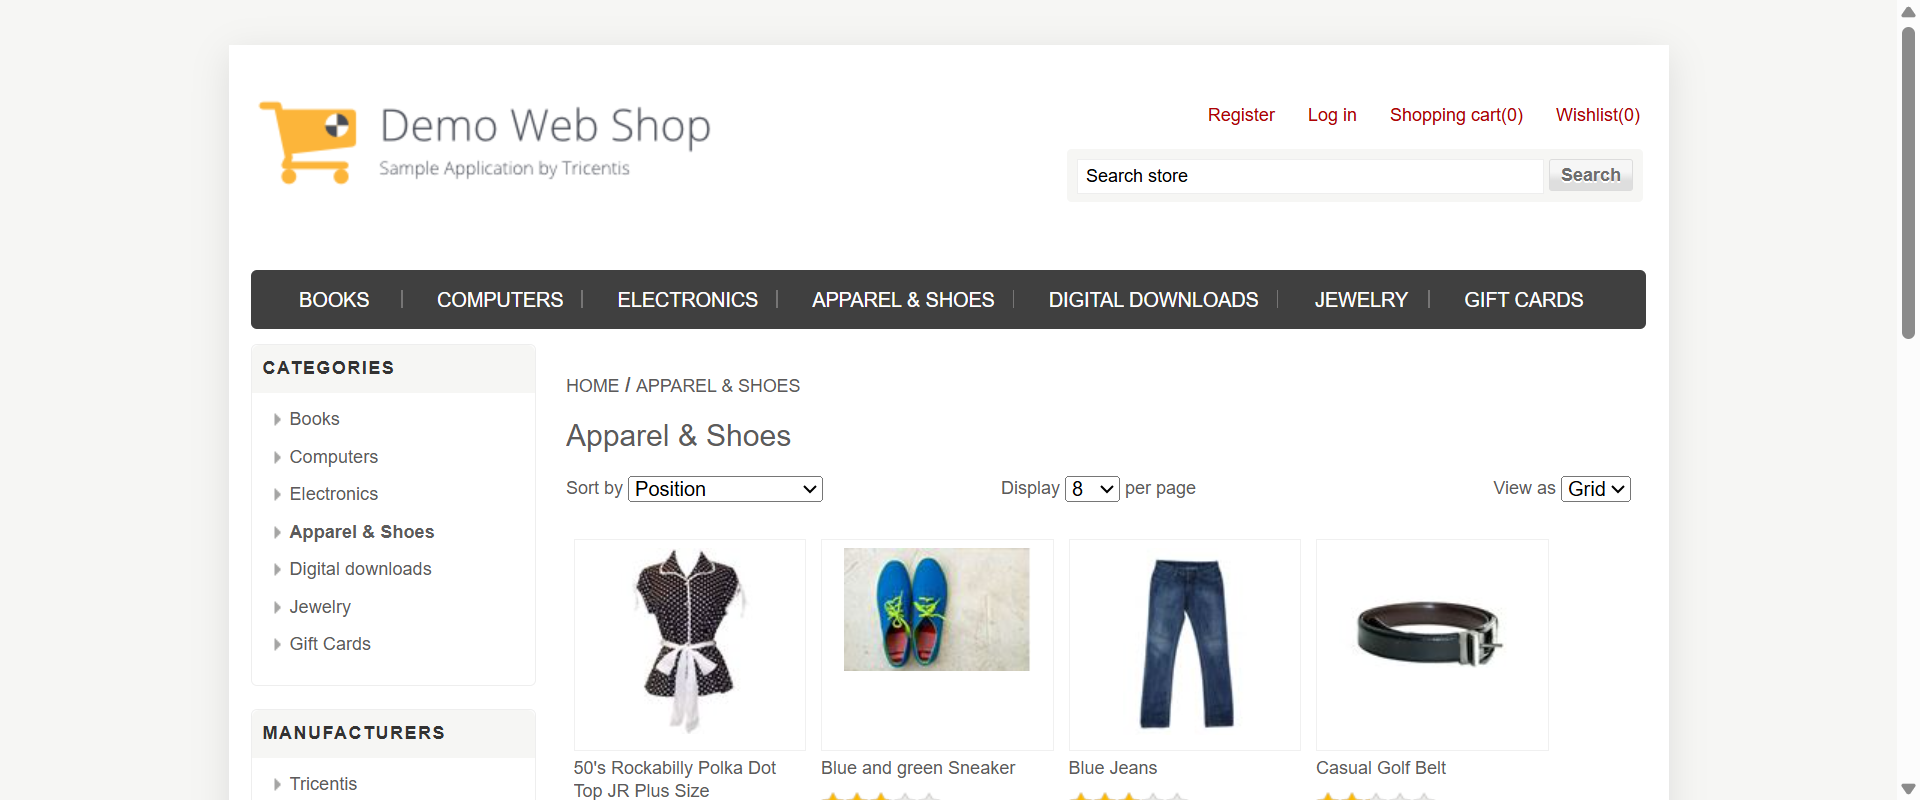 Demo Web Shop
Sample Application by Tricentis
Register Log in Shopping cart(0) Wishlist(0)
Search store Search
BOOKS COMPUTERS ELECTRONICS APPAREL & SHOES DIGITAL DOWNLOADS JEWELRY GIFT CARDS
CATEGORIES
Books
Computers
Electronics
Apparel & Shoes
Digital downloads
Jewelry
Gift Cards
MANUFACTURERS
Tricentis
HOME / APPAREL & SHOES
Apparel & Shoes
Sort by Position Display 8 per page View as Grid
50's Rockabilly Polka Dot
Top JR Plus Size
Blue and green Sneaker
Blue Jeans
Casual Golf Belt